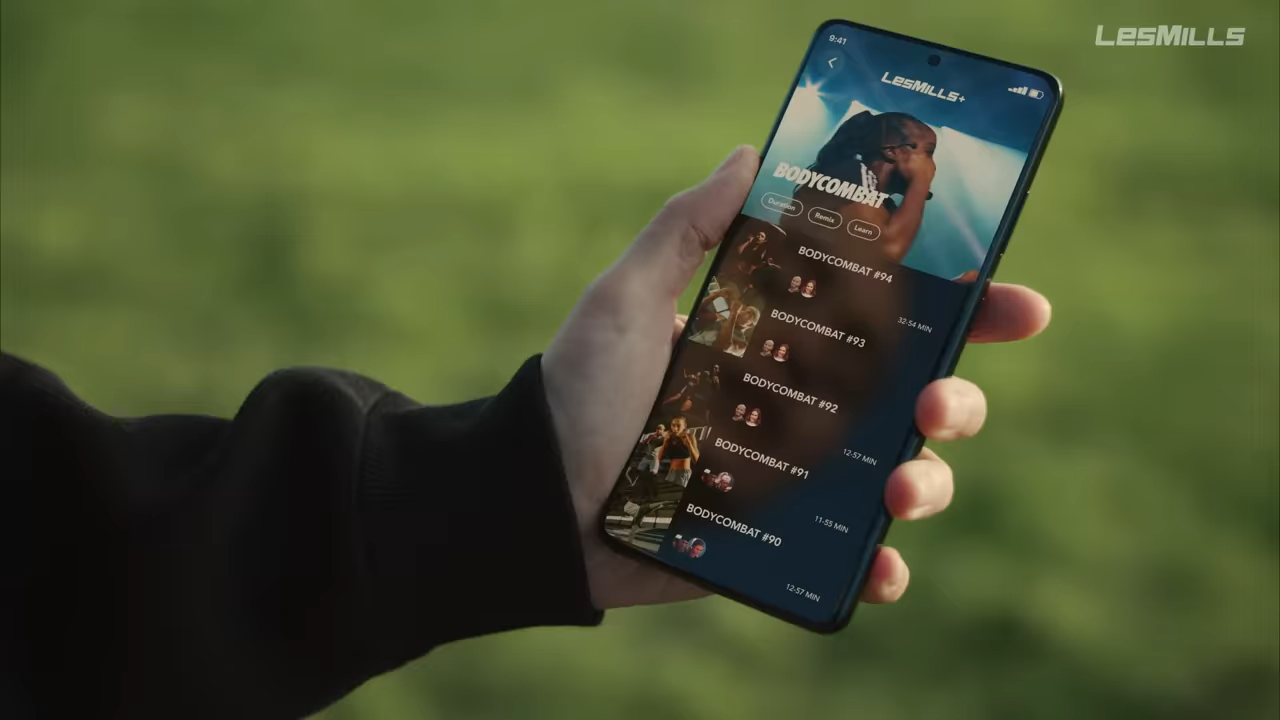 LESMILLS
9:41
LESMILLS+
BODYCOMBAT
Duration
Remix
Learn
BODYCOMBAT #94
32-54 MIN
BODYCOMBAT #93
BODYCOMBAT #92
12-57 MIN
BODYCOMBAT #91
11-55 MIN
BODYCOMBAT #90
12-57 MIN